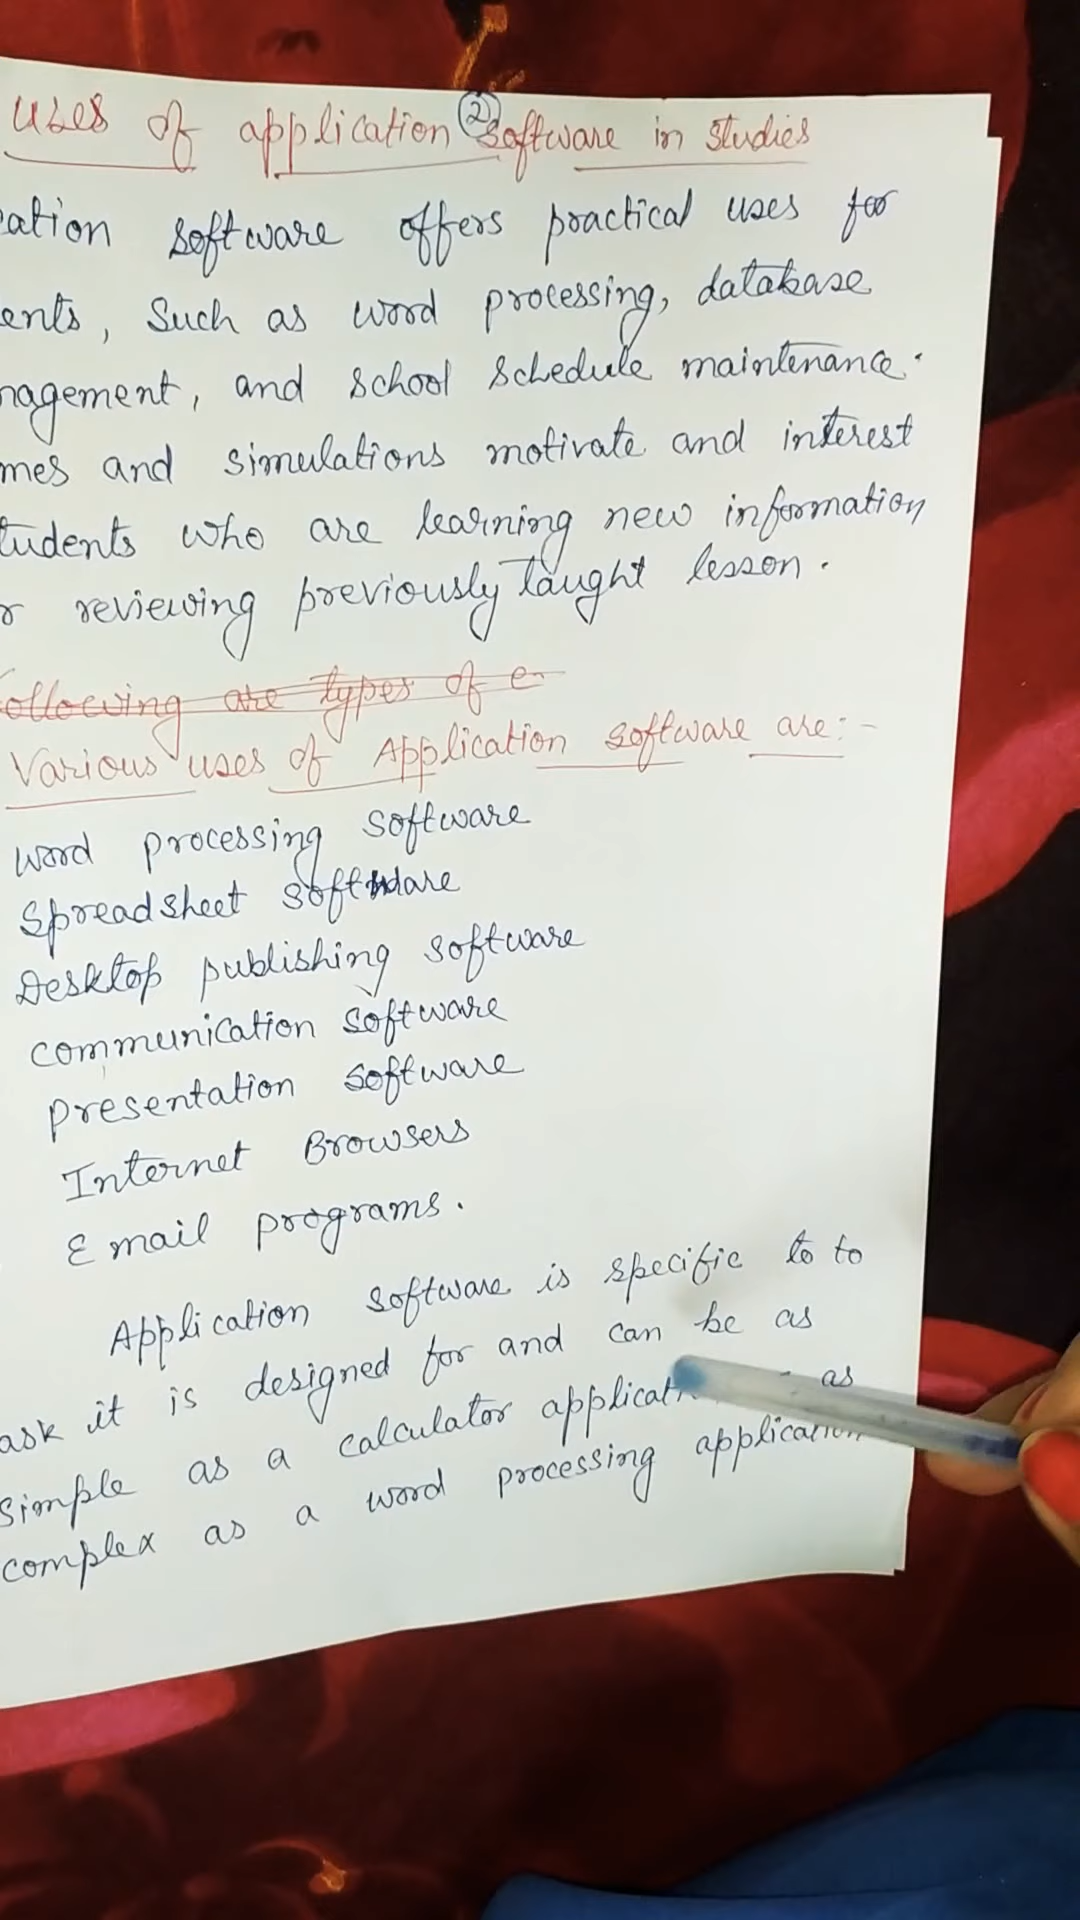 ②
uses of application software in studies
cation software offers practical uses for
ents, Such as word processing, database
nagement, and school schedule maintenance.
mes and simulations motivate and interest
tudents who are learning new information
r reviewing previously taught lesson.
ollowing are types of e
Various uses of Application software are:-
word processing software
Spreadsheet software
Desktop publishing software
communication software
presentation software
Internet Browsers
E mail programs.
Application software is specific to to
ask it is designed for and can be as
simple as a calculator applicat as
complex as a word processing application